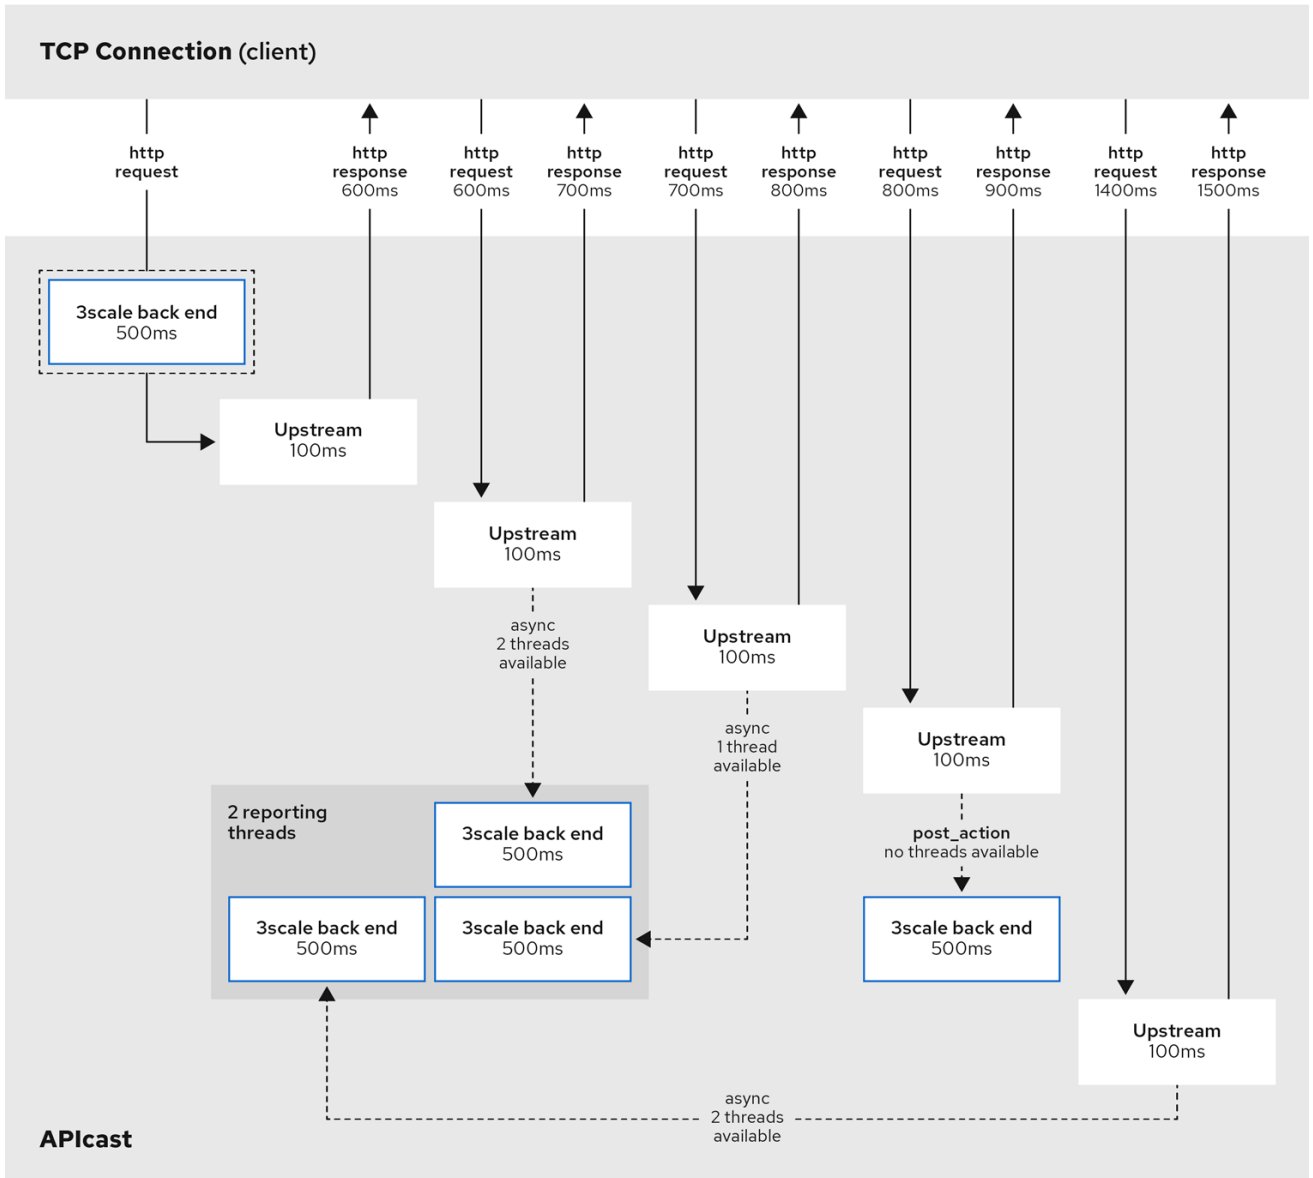 TCP Connection (client)
http
request
http
response
600ms
http
request
600ms
http
response
700ms
http
request
700ms
http
response
800ms
http
request
800ms
http
response
900ms
http
request
1400ms
http
response
1500ms
3scale back end
500ms
Upstream
100ms
Upstream
100ms
async
2 threads
available
Upstream
100ms
async
1 thread
available
Upstream
100ms
post_action
no threads available
2 reporting
threads
3scale back end
500ms
3scale back end
500ms
3scale back end
500ms
3scale back end
500ms
Upstream
100ms
async
2 threads
available
APIcast